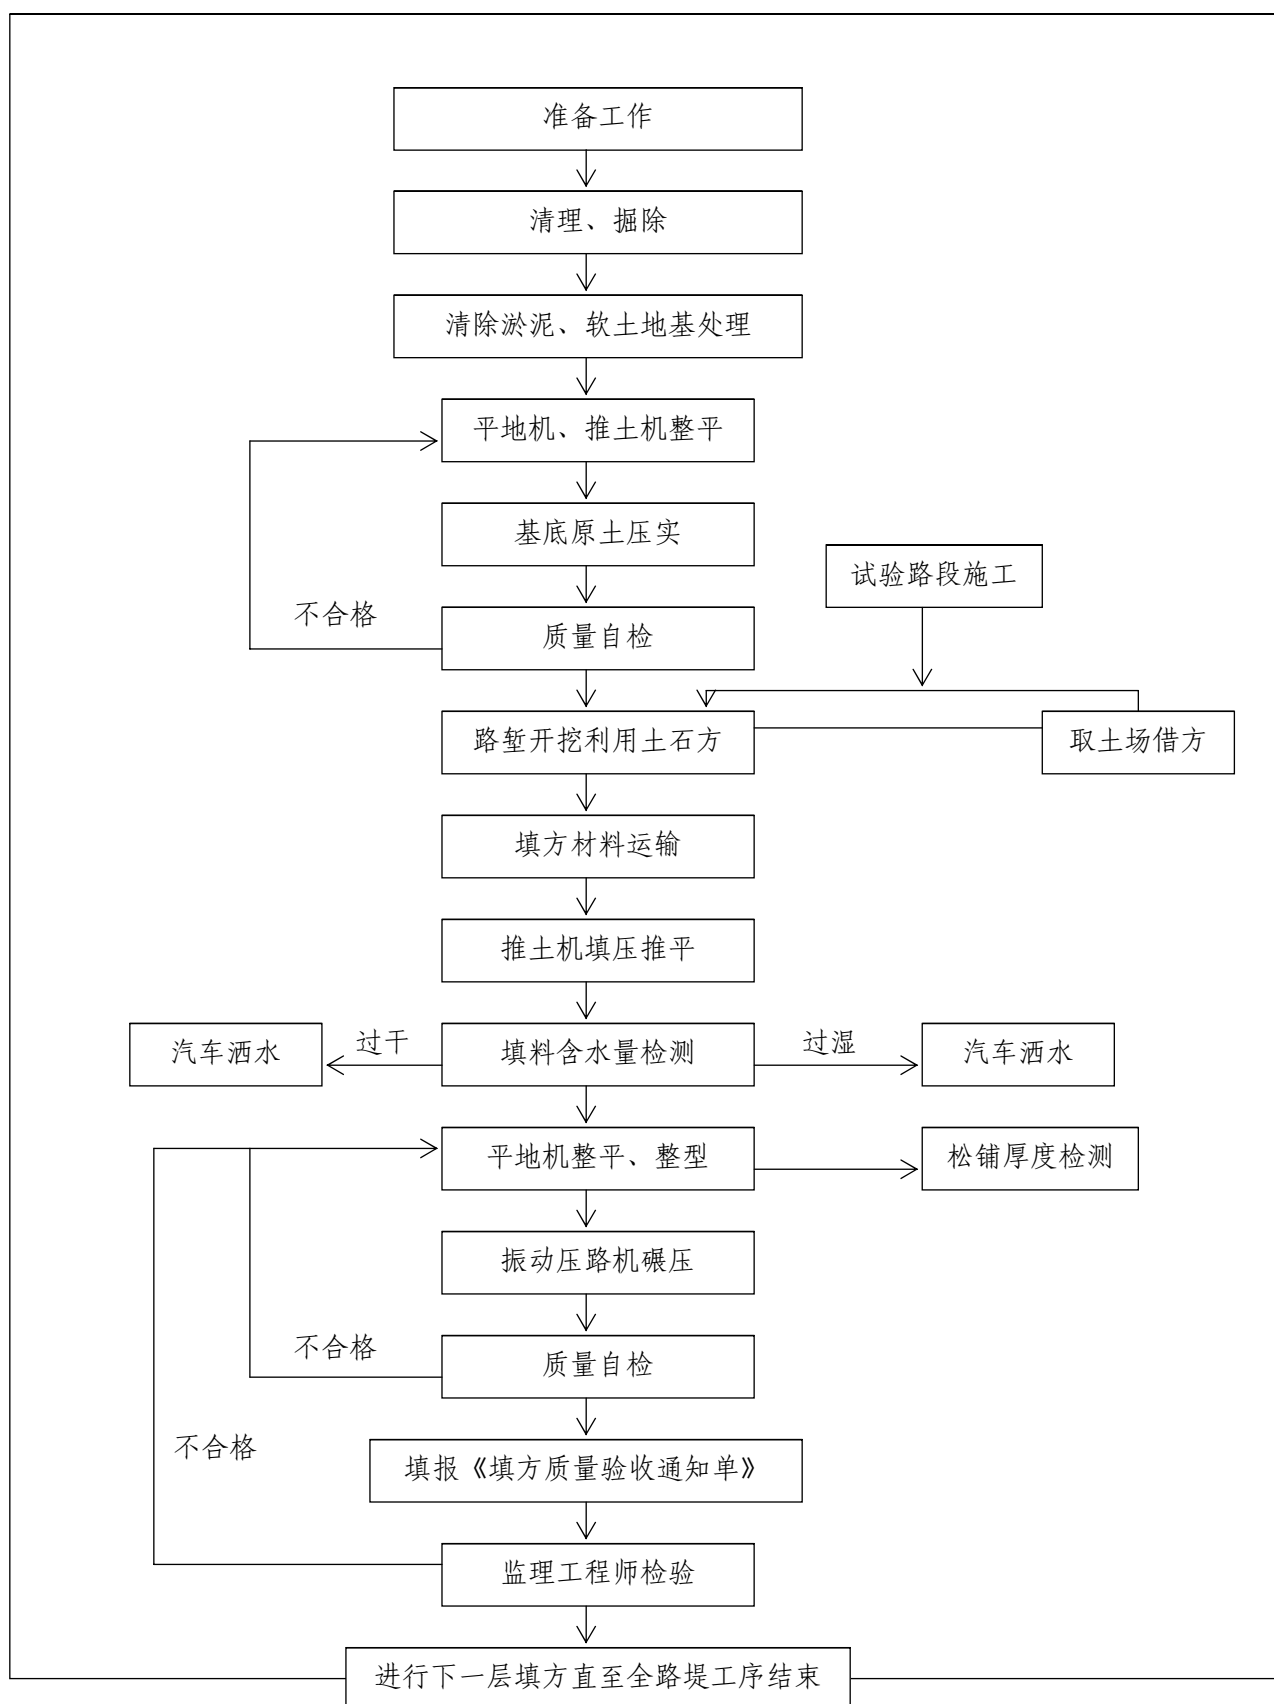 准备工作
清理、掘除
清除淤泥、软土地基处理
平地机、推土机整平
基底原土压实
试验路段施工
不合格
质量自检
路堑开挖利用土石方
取土场借方
填方材料运输
推土机填压推平
汽车洒水
过干
填料含水量检测
过湿
汽车洒水
平地机整平、整型
松铺厚度检测
振动压路机碾压
不合格
质量自检
不合格
填报《填方质量验收通知单》
监理工程师检验
进行下一层填方直至全路堤工序结束